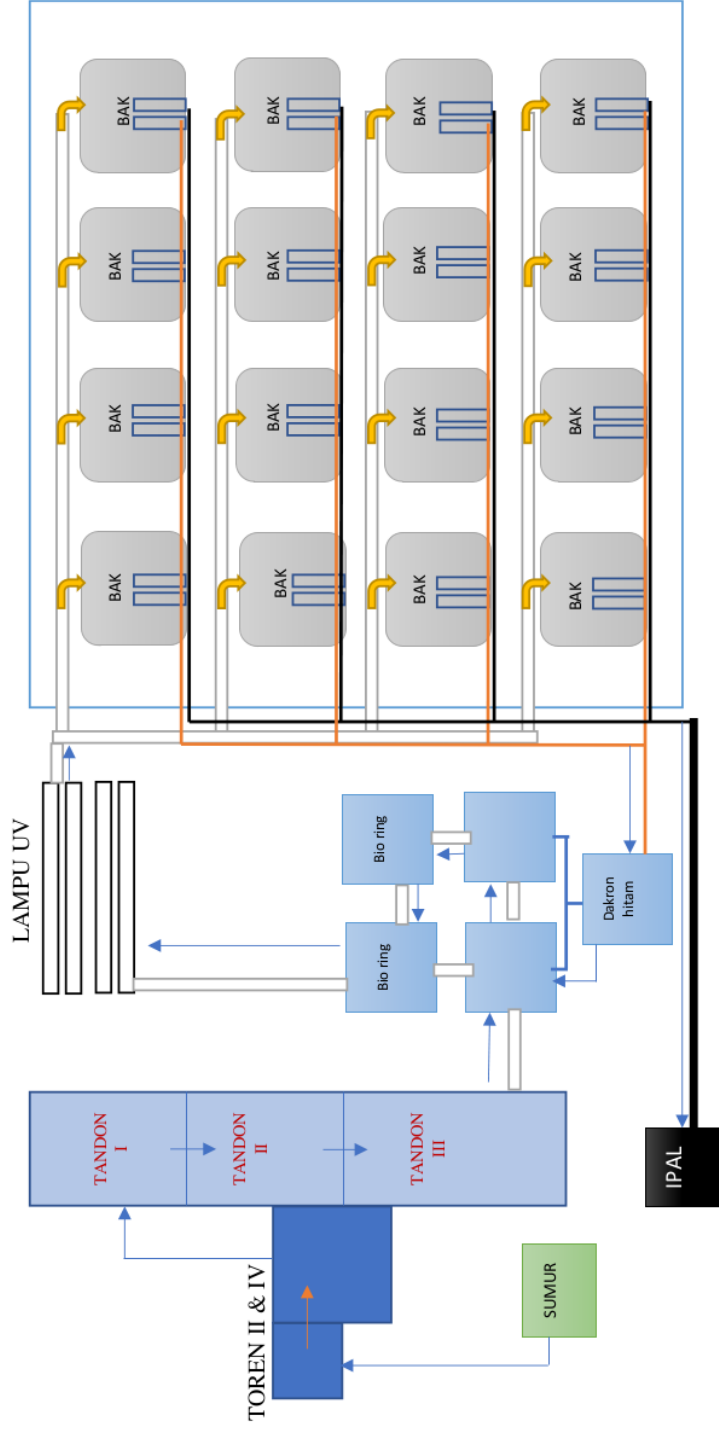 LAMPU UV
TANDON
I
BAK
BAK
BAK
BAK
TOREN II & IV
TANDON
II
BAK
BAK
BAK
BAK
Bio ring
Bio ring
TANDON
III
BAK
BAK
BAK
BAK
SUMUR
BAK
BAK
BAK
BAK
Dakron
hitam
IPAL